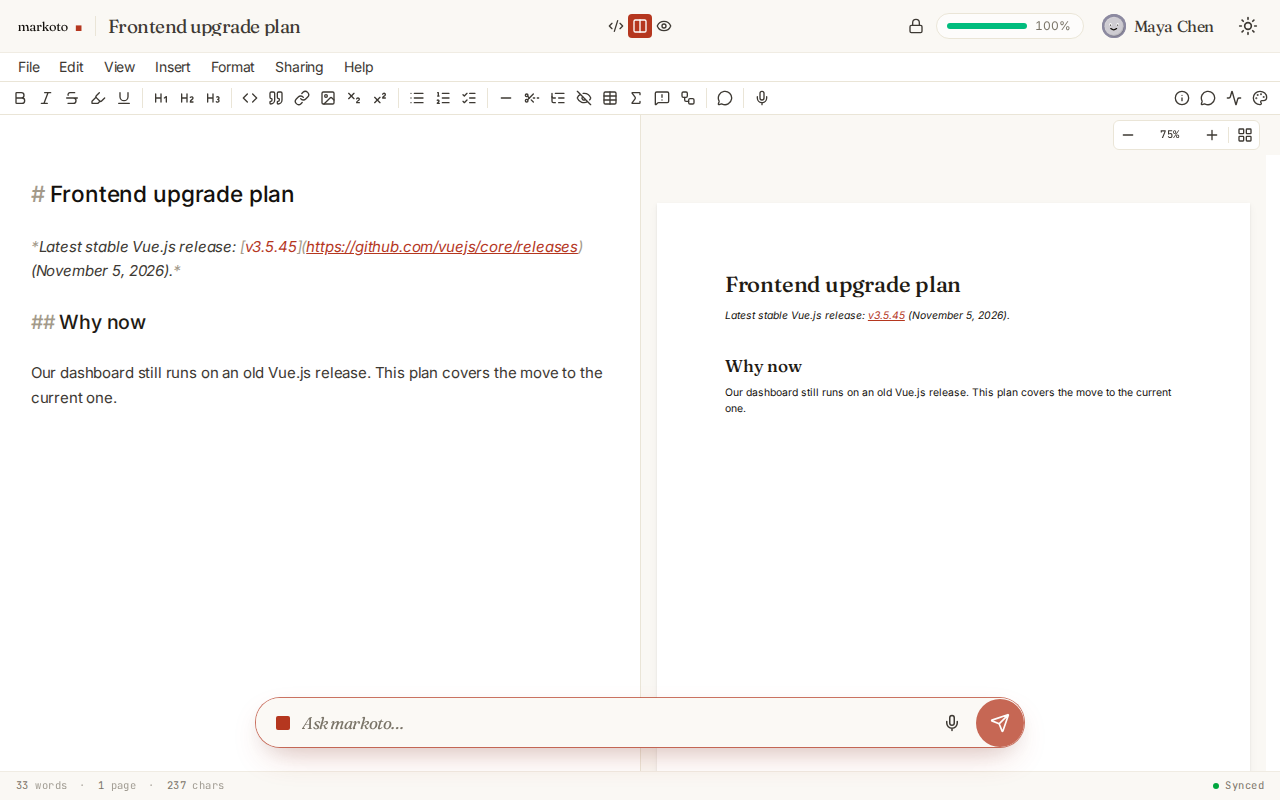 markoto
Frontend upgrade plan
100%
Maya Chen
File Edit View Insert Format Sharing Help
H1 H2 H3
75%
# Frontend upgrade plan
*Latest stable Vue.js release: [v3.5.45](https://github.com/vuejs/core/releases)
(November 5, 2026).*
## Why now
Our dashboard still runs on an old Vue.js release. This plan covers the move to the
current one.
Frontend upgrade plan
Latest stable Vue.js release: v3.5.45 (November 5, 2026).
Why now
Our dashboard still runs on an old Vue.js release. This plan covers the move to the current
one.
Ask markoto...
33 words · 1 page · 237 chars
Synced